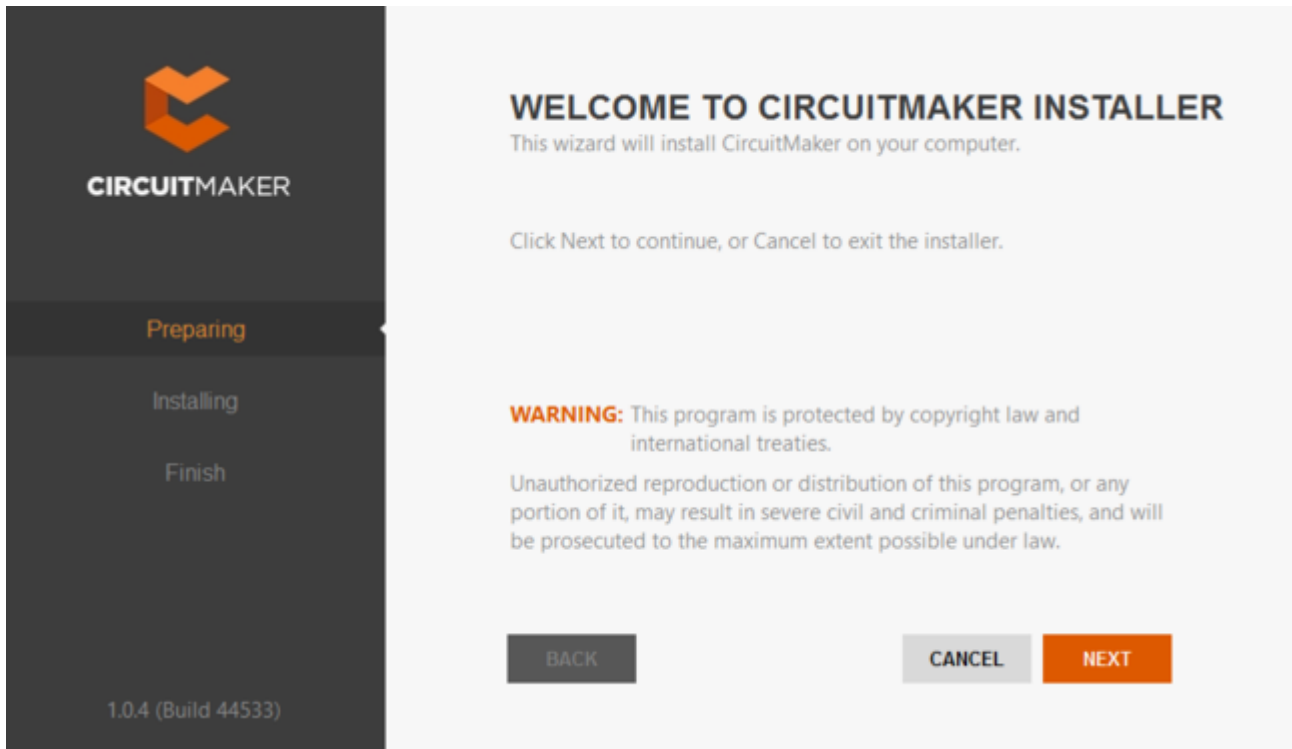 CIRCUITMAKER
Preparing
Installing
Finish
1.0.4 (Build 44533)
WELCOME TO CIRCUITMAKER INSTALLER
This wizard will install CircuitMaker on your computer.
Click Next to continue, or Cancel to exit the installer.
WARNING: This program is protected by copyright law and
international treaties.
Unauthorized reproduction or distribution of this program, or any
portion of it, may result in severe civil and criminal penalties, and will
be prosecuted to the maximum extent possible under law.
BACK CANCEL NEXT